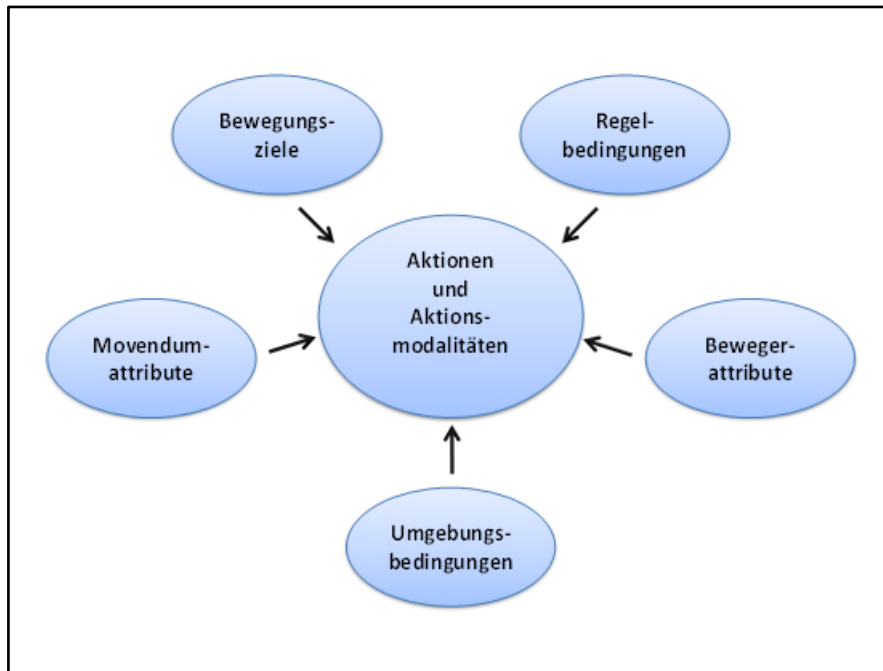 Bewegungs-
ziele
Regel-
bedingungen
Aktionen
und
Aktions-
modalitäten
Movendum-
attribute
Beweger-
attribute
Umgebungs-
bedingungen